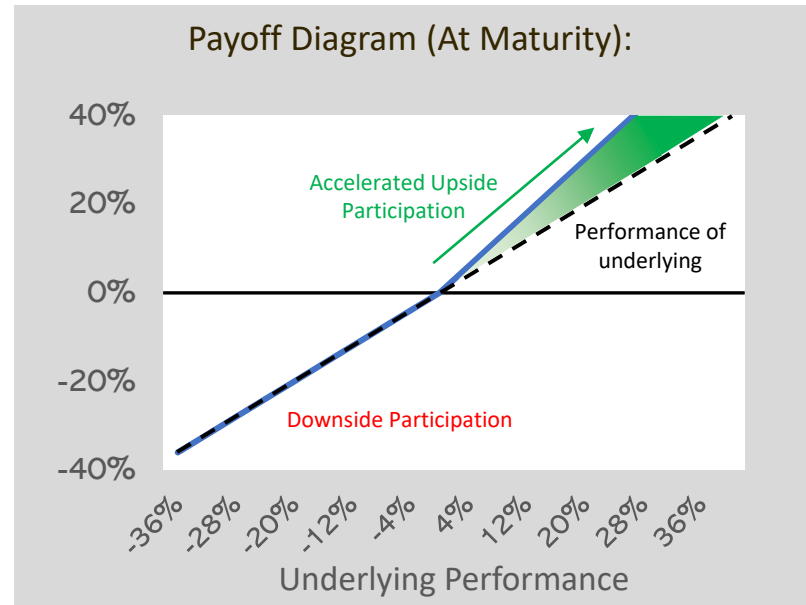 Payoff Diagram (At Maturity):
40%
20%
0%
-20%
-40%
Accelerated Upside
Participation
Performance of
underlying
Downside Participation
-36%
-28%
-20%
-12%
-4%
4%
12%
20%
28%
36%
Underlying Performance